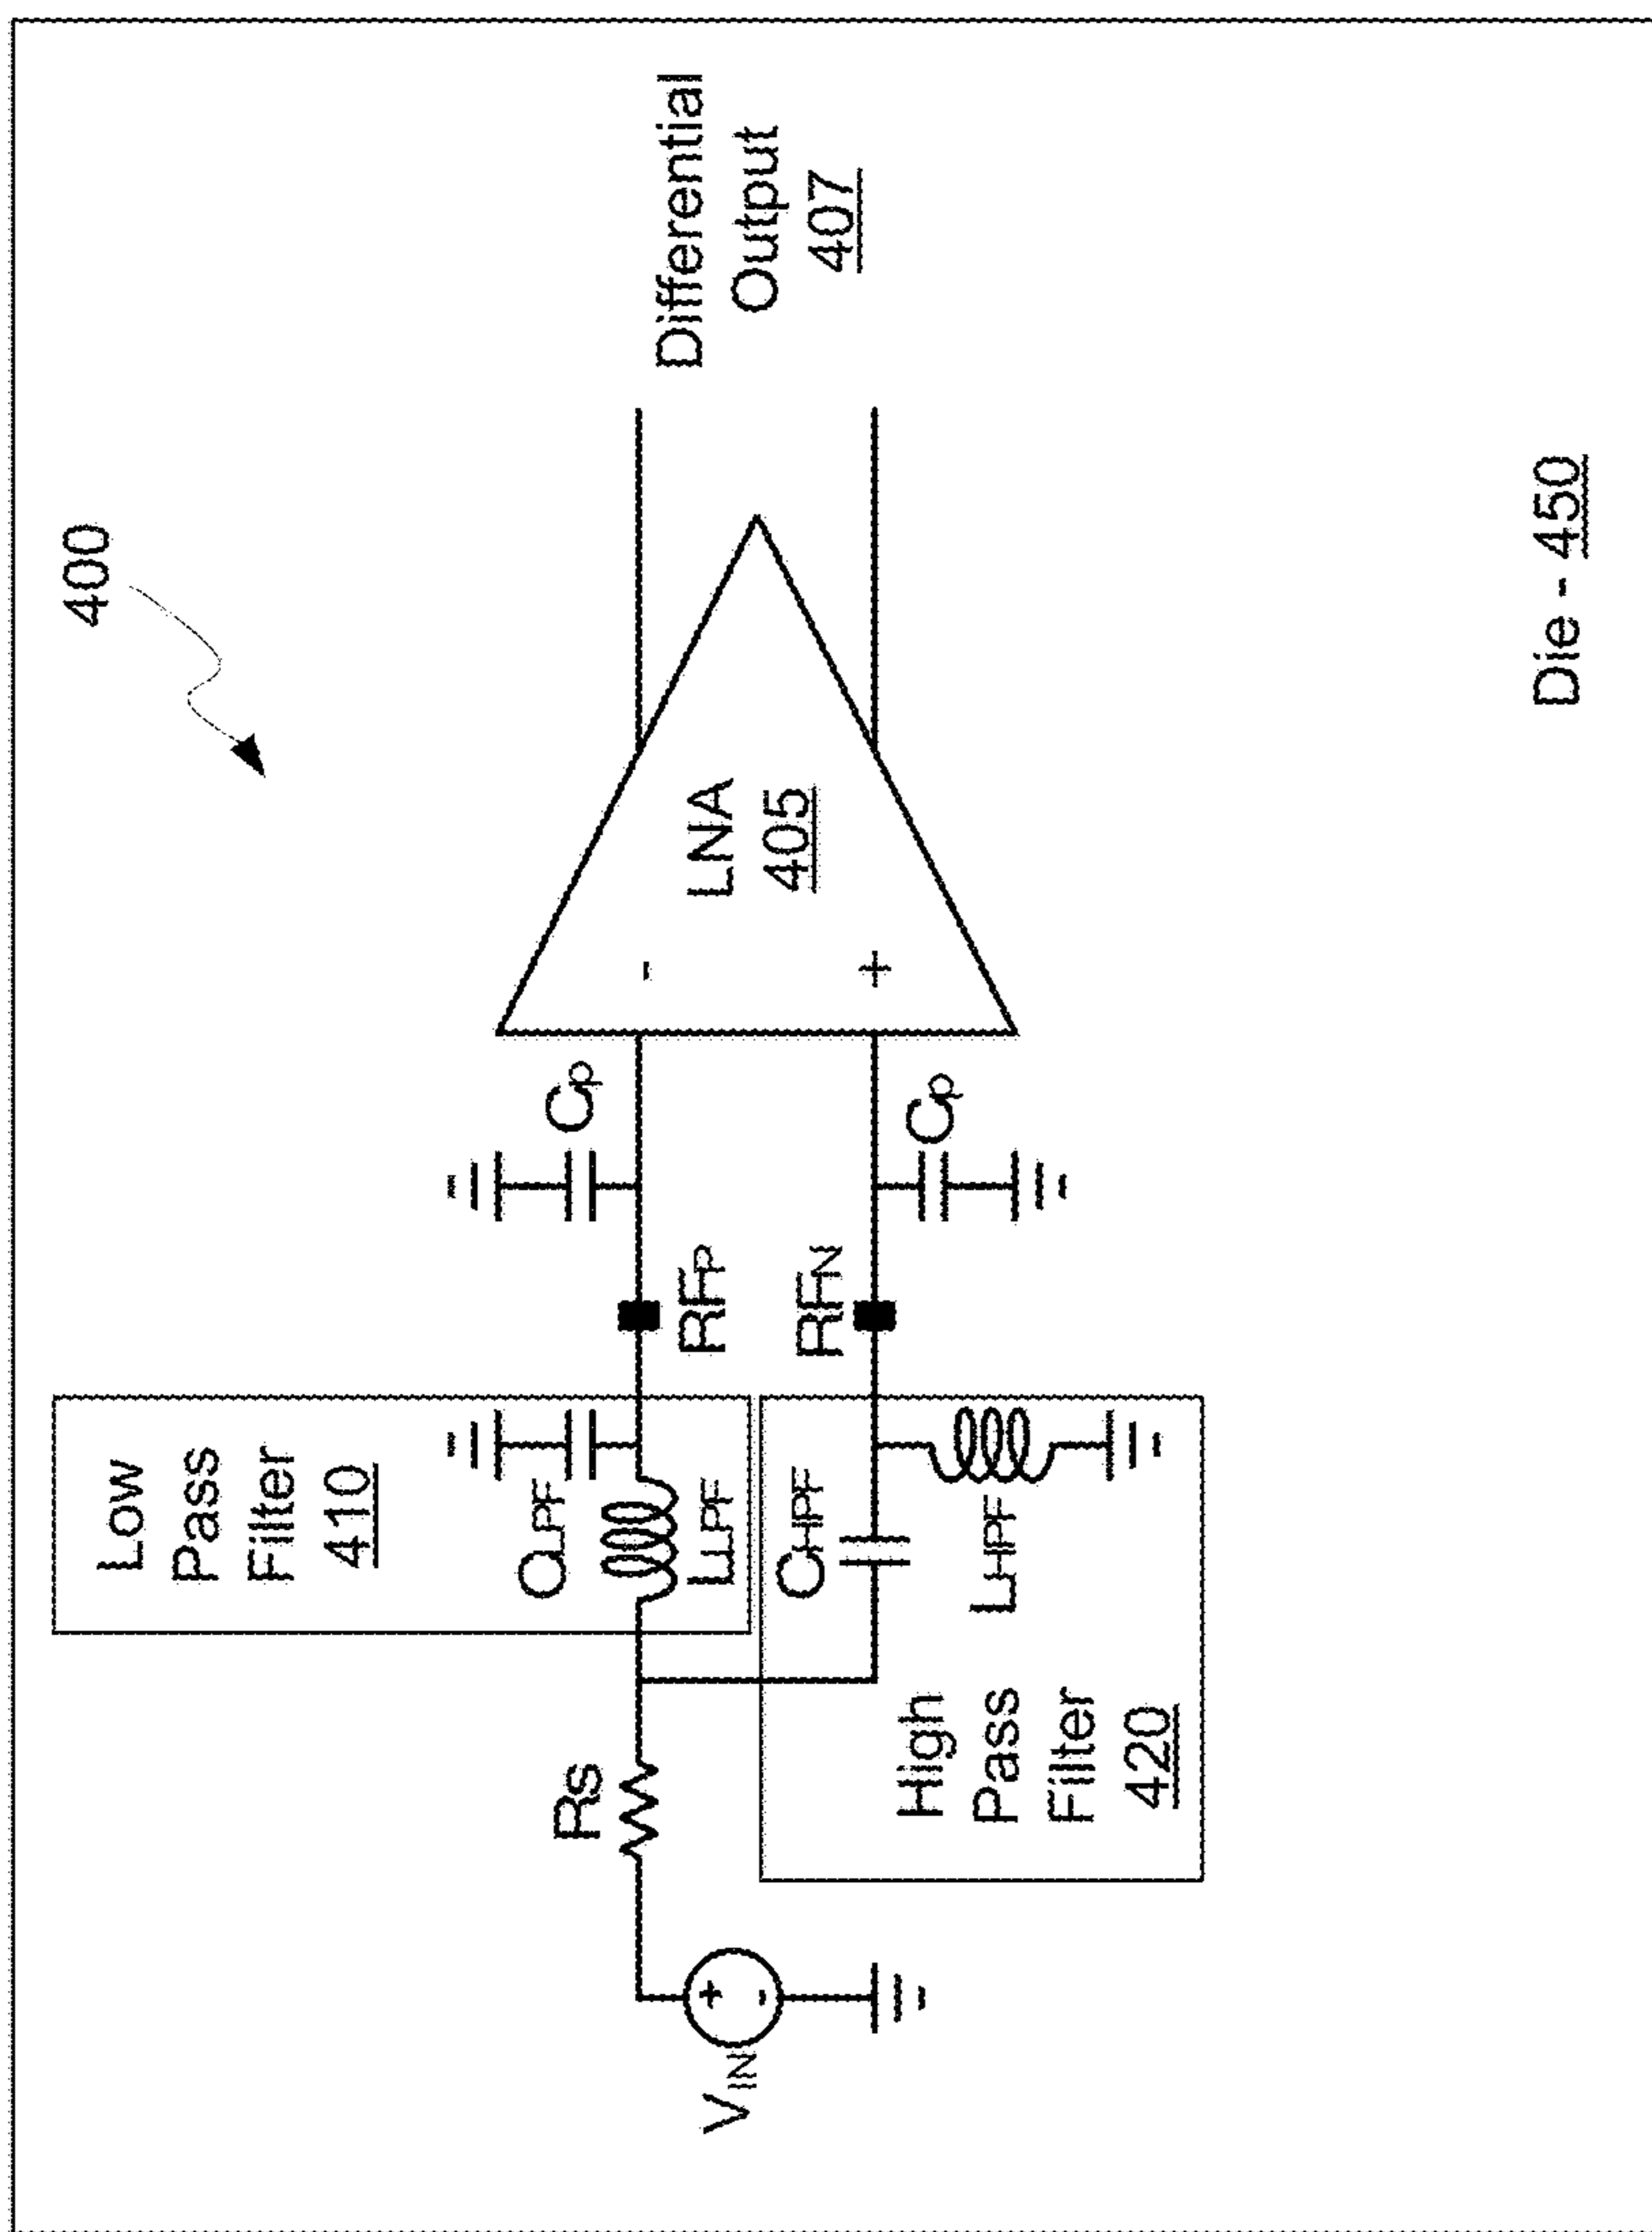 400
Low
Pass
Filter
410
CLPF
LLPF
Rs
VIN
+
-
High
Pass
Filter
420
CHPF
LHPF
RFP
RFN
Cp
Cp
-
+
LNA
405
Differential
Output
407
Die - 450